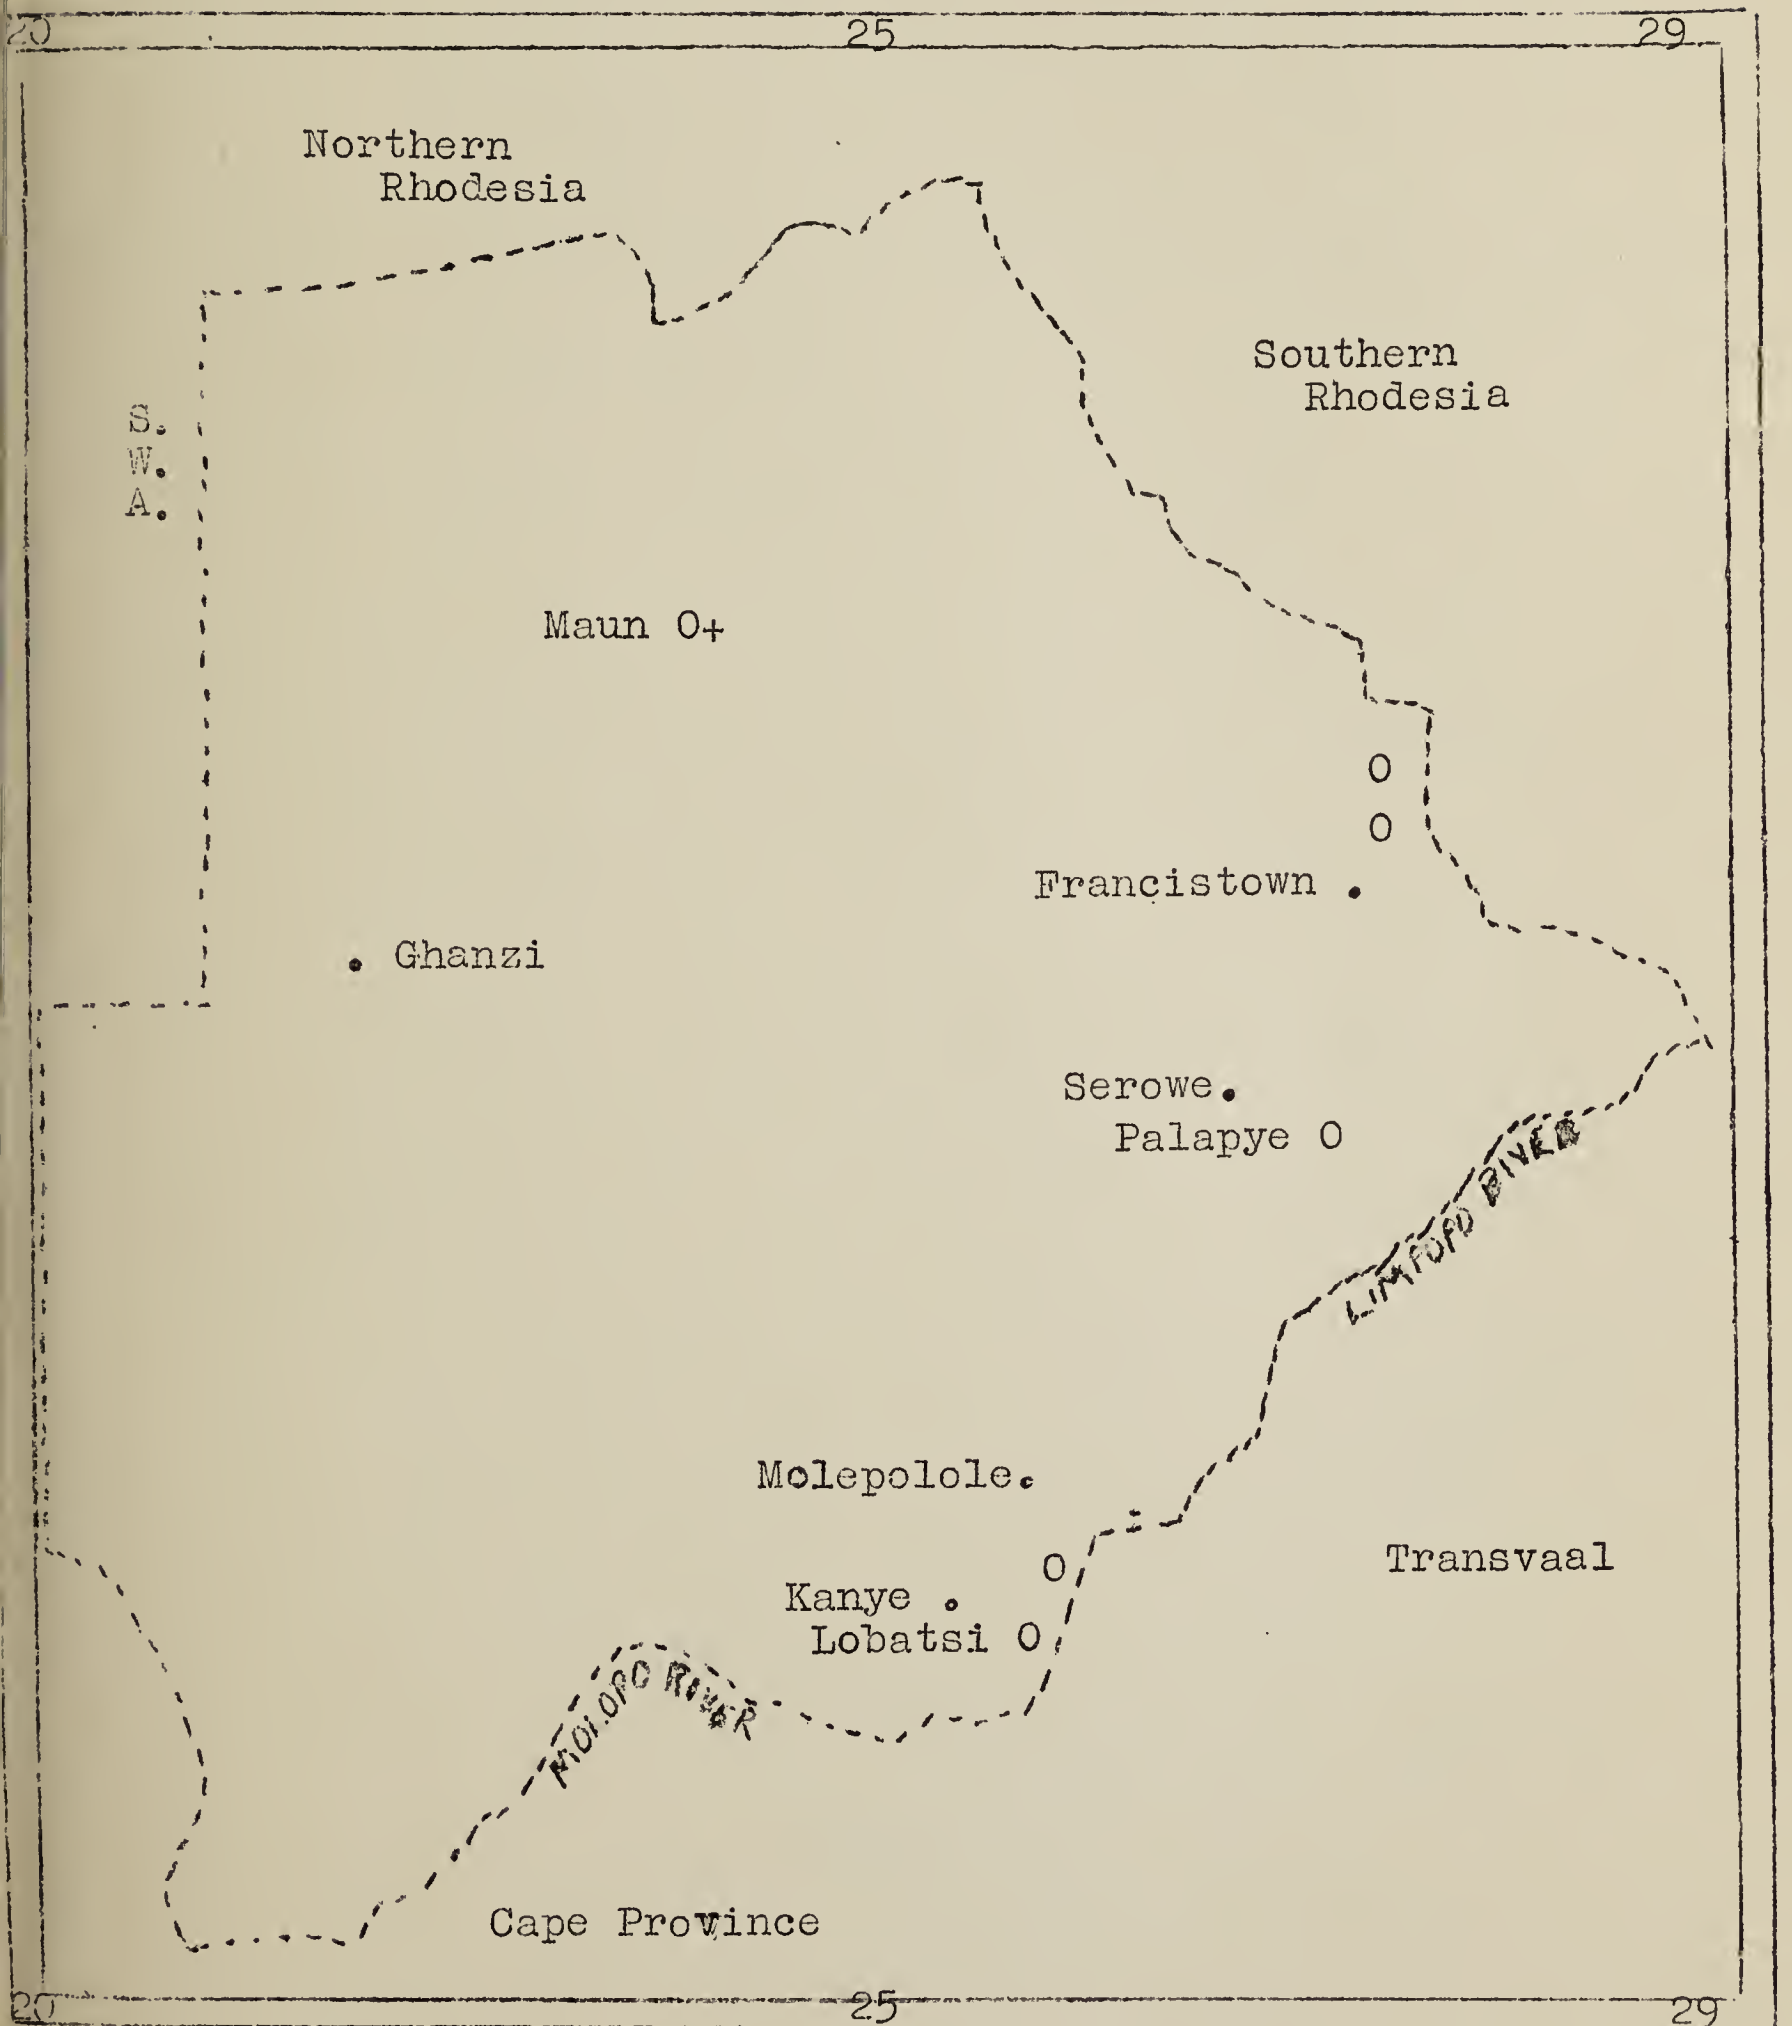 20 25 29
Northern
Rhodesia
Southern
Rhodesia
S.
W.
A.
Maun O+
O
O
Francistown .
. Ghanzi
Serowe.
Palapye O
LIMPOPO RIVER
Molepolole.
O
Transvaal
Kanye .
Lobatsi O
MOLOPO RIVER
Cape Province
20 25 29